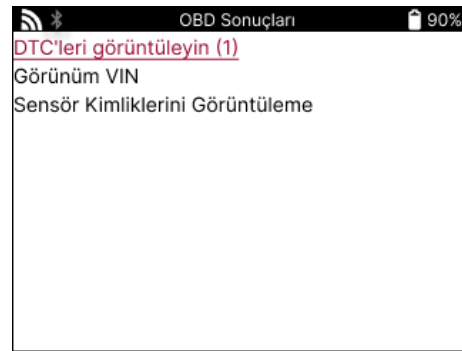 OBD Sonuçları 90%
DTC'leri görüntüleyin (1)
Görünüm VIN
Sensör Kimliklerini Görüntüleme